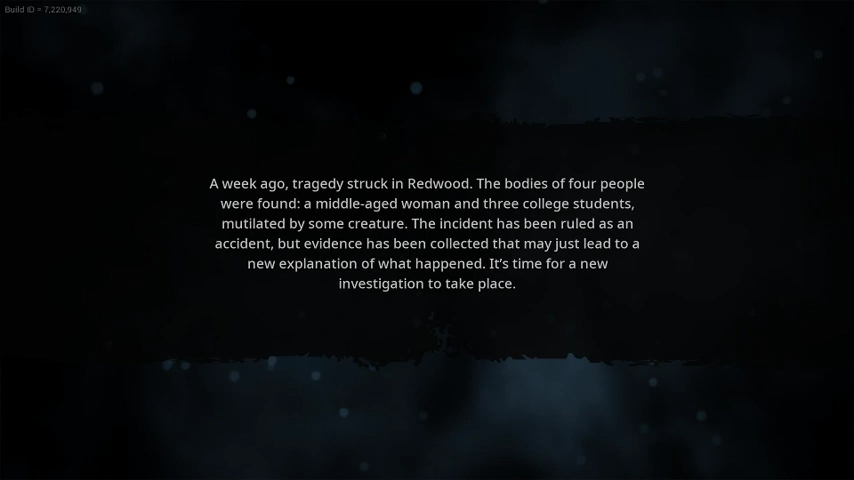 Build ID = 7,220,949
A week ago, tragedy struck in Redwood. The bodies of four people
were found: a middle-aged woman and three college students,
mutilated by some creature. The incident has been ruled as an
accident, but evidence has been collected that may just lead to a
new explanation of what happened. It’s time for a new
investigation to take place.